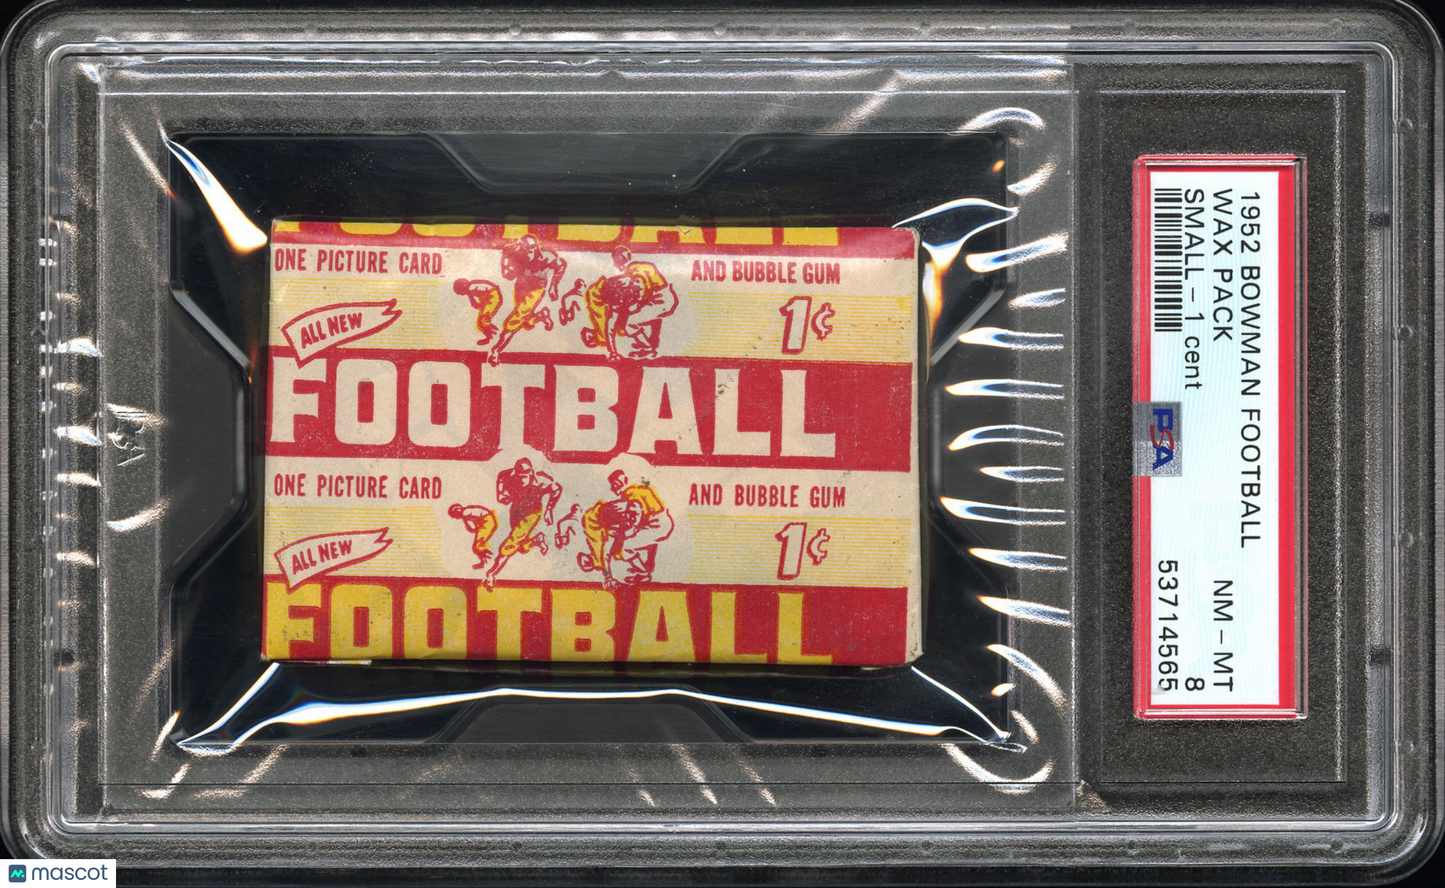 FOOTBALL
ONE PICTURE CARD
AND BUBBLE GUM
1¢
ALL NEW
FOOTBALL
ONE PICTURE CARD
AND BUBBLE GUM
1¢
ALL NEW
FOOTBALL
1952 BOWMAN FOOTBALL
WAX PACK NM - MT
SMALL - 1 cent 8
53714565
PSA
PSA
mascot